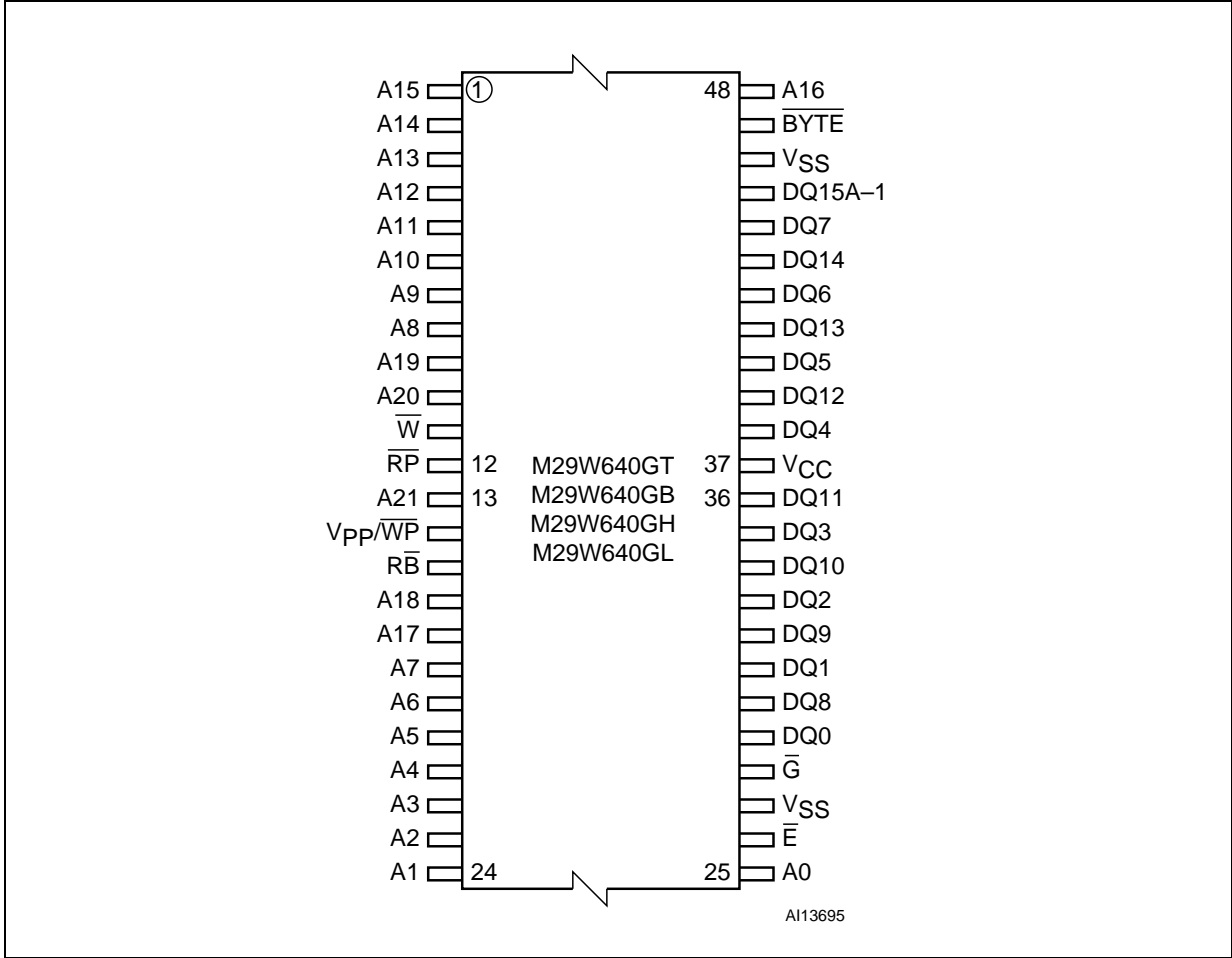 A15 1 48 A16
A14 B̅Y̅T̅E̅
A13 VSS
A12 DQ15A–1
A11 DQ7
A10 DQ14
A9 DQ6
A8 DQ13
A19 DQ5
A20 DQ12
W̅ DQ4
R̅P̅ 12 M29W640GT 37 VCC
A21 13 M29W640GB 36 DQ11
VPP/W̅P̅ M29W640GH DQ3
RB̅ M29W640GL DQ10
A18 DQ2
A17 DQ9
A7 DQ1
A6 DQ8
A5 DQ0
A4 G̅
A3 VSS
A2 E̅
A1 24 25 A0
AI13695